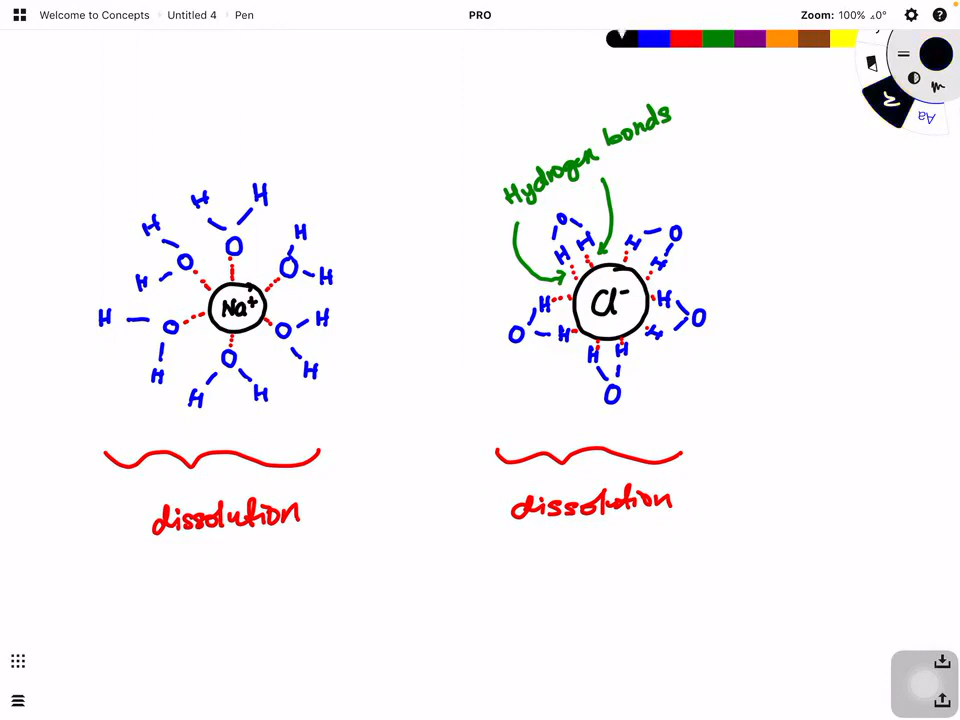 Welcome to Concepts › Untitled 4 › Pen
PRO
Zoom: 100% ⊿0°
Aa
Hydrogen bonds
H H
H O
O
H
H
O H
O
H
Na⁺
H O
H
O H
H
O
H H
O
H H
H O
H
Cl⁻
H
O H
H
H O
H H
O
dissolution
dissolution